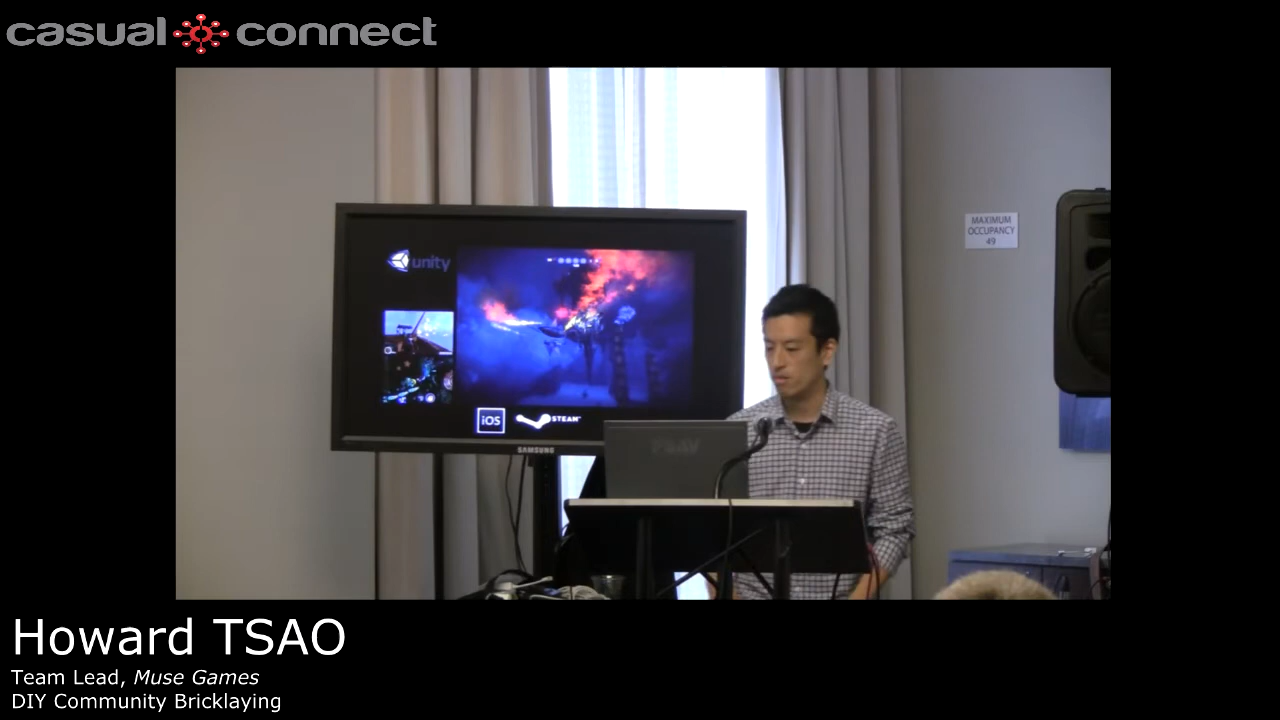 casual connect
MAXIMUM
OCCUPANCY
49
unity
iOS
STEAM
SAMSUNG
Howard TSAO
Team Lead, Muse Games
DIY Community Bricklaying